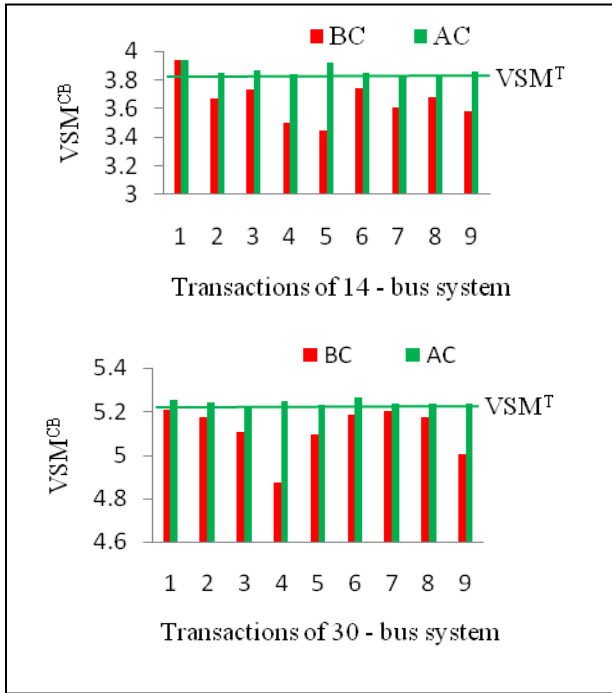 BC AC
4
3.8
3.6
3.4
3.2
3
VSM^CB
VSM^T
1 2 3 4 5 6 7 8 9
Transactions of 14 - bus system
BC AC
5.4
5.2
5
4.8
4.6
VSM^CB
VSM^T
1 2 3 4 5 6 7 8 9
Transactions of 30 - bus system